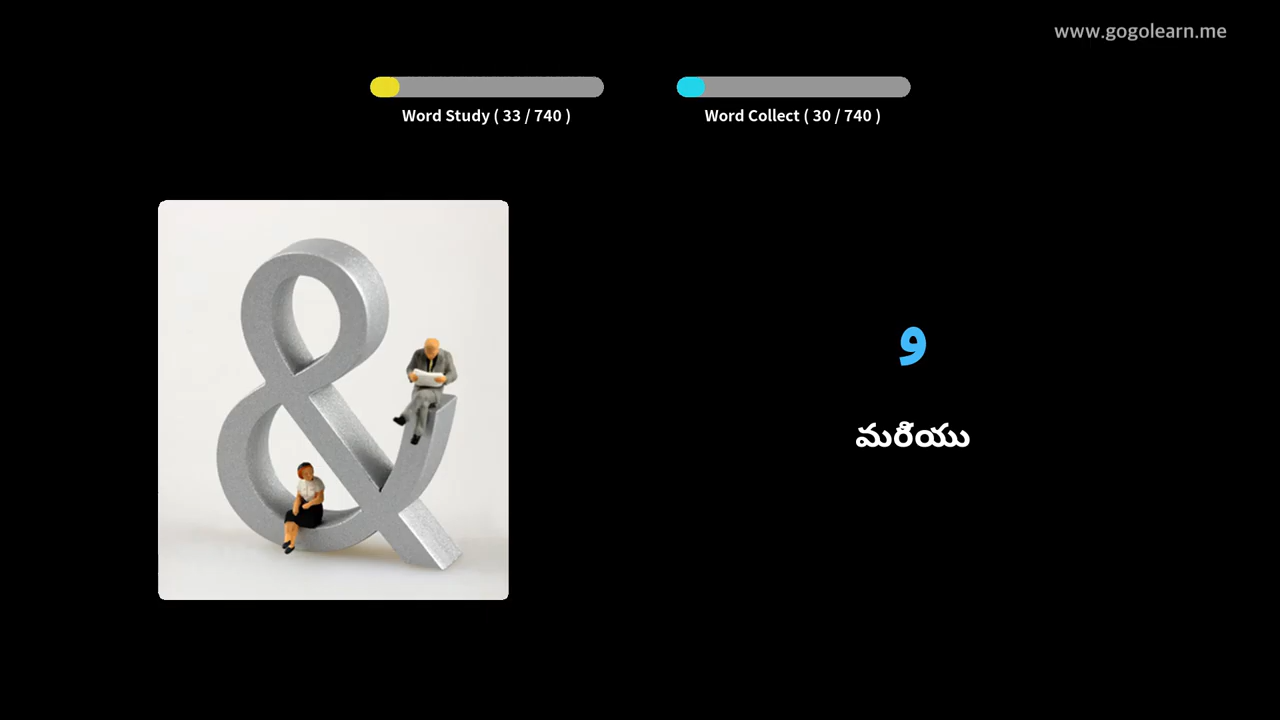 www.gogolearn.me
Word Study ( 33 / 740 )
Word Collect ( 30 / 740 )
&
و
మరియు